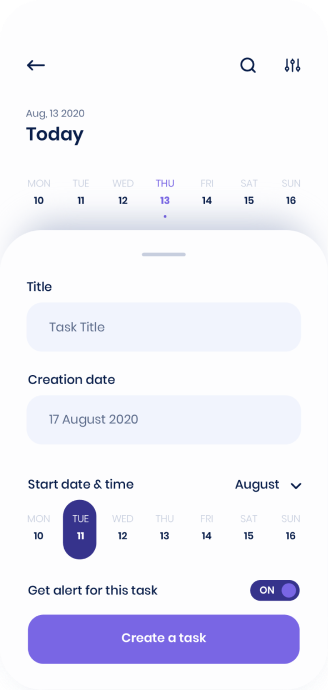 Aug, 13 2020
Today
MON TUE WED THU FRI SAT SUN
10 11 12 13 14 15 16
Title
Task Title
Creation date
17 August 2020
Start date & time August
MON TUE WED THU FRI SAT SUN
10 11 12 13 14 15 16
Get alert for this task ON
Create a task